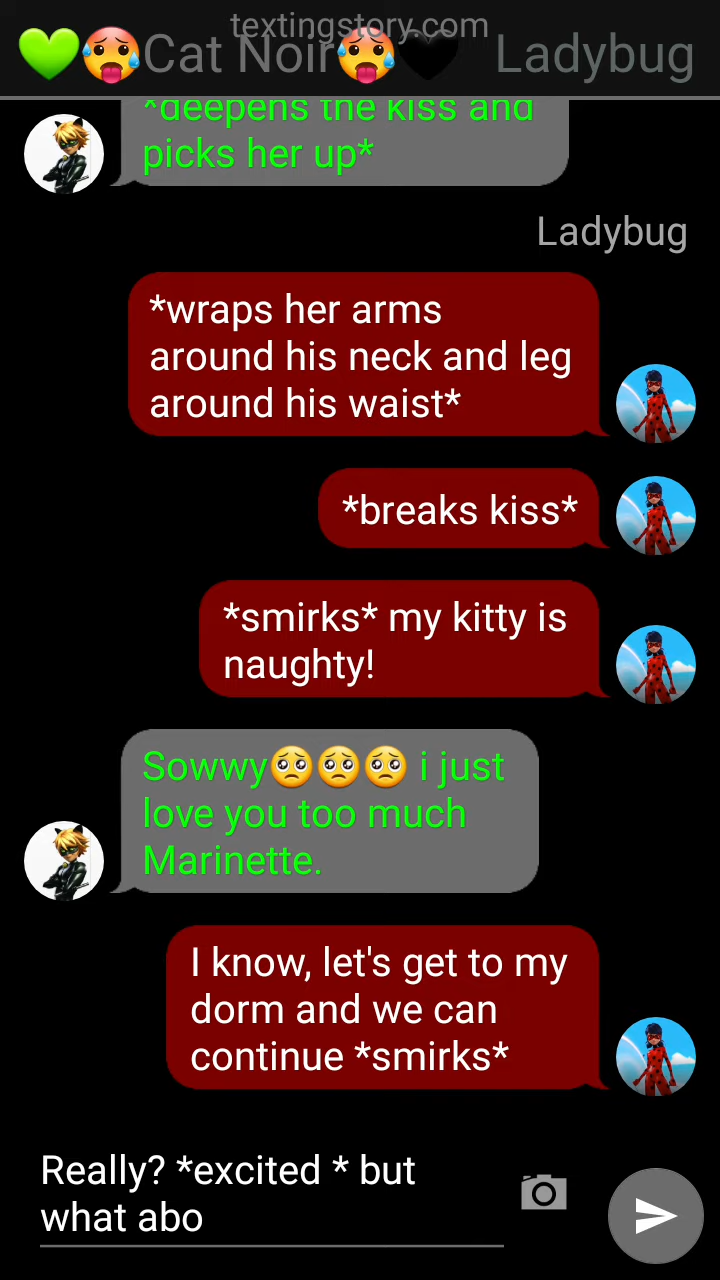 textingstory.com
💚🥵Cat Noir🥵🖤 Ladybug
*deepens the kiss and
picks her up*
Ladybug
*wraps her arms
around his neck and leg
around his waist*
*breaks kiss*
*smirks* my kitty is
naughty!
Sowwy🥺🥺🥺 i just
love you too much
Marinette.
I know, let's get to my
dorm and we can
continue *smirks*
Really? *excited * but
what abo